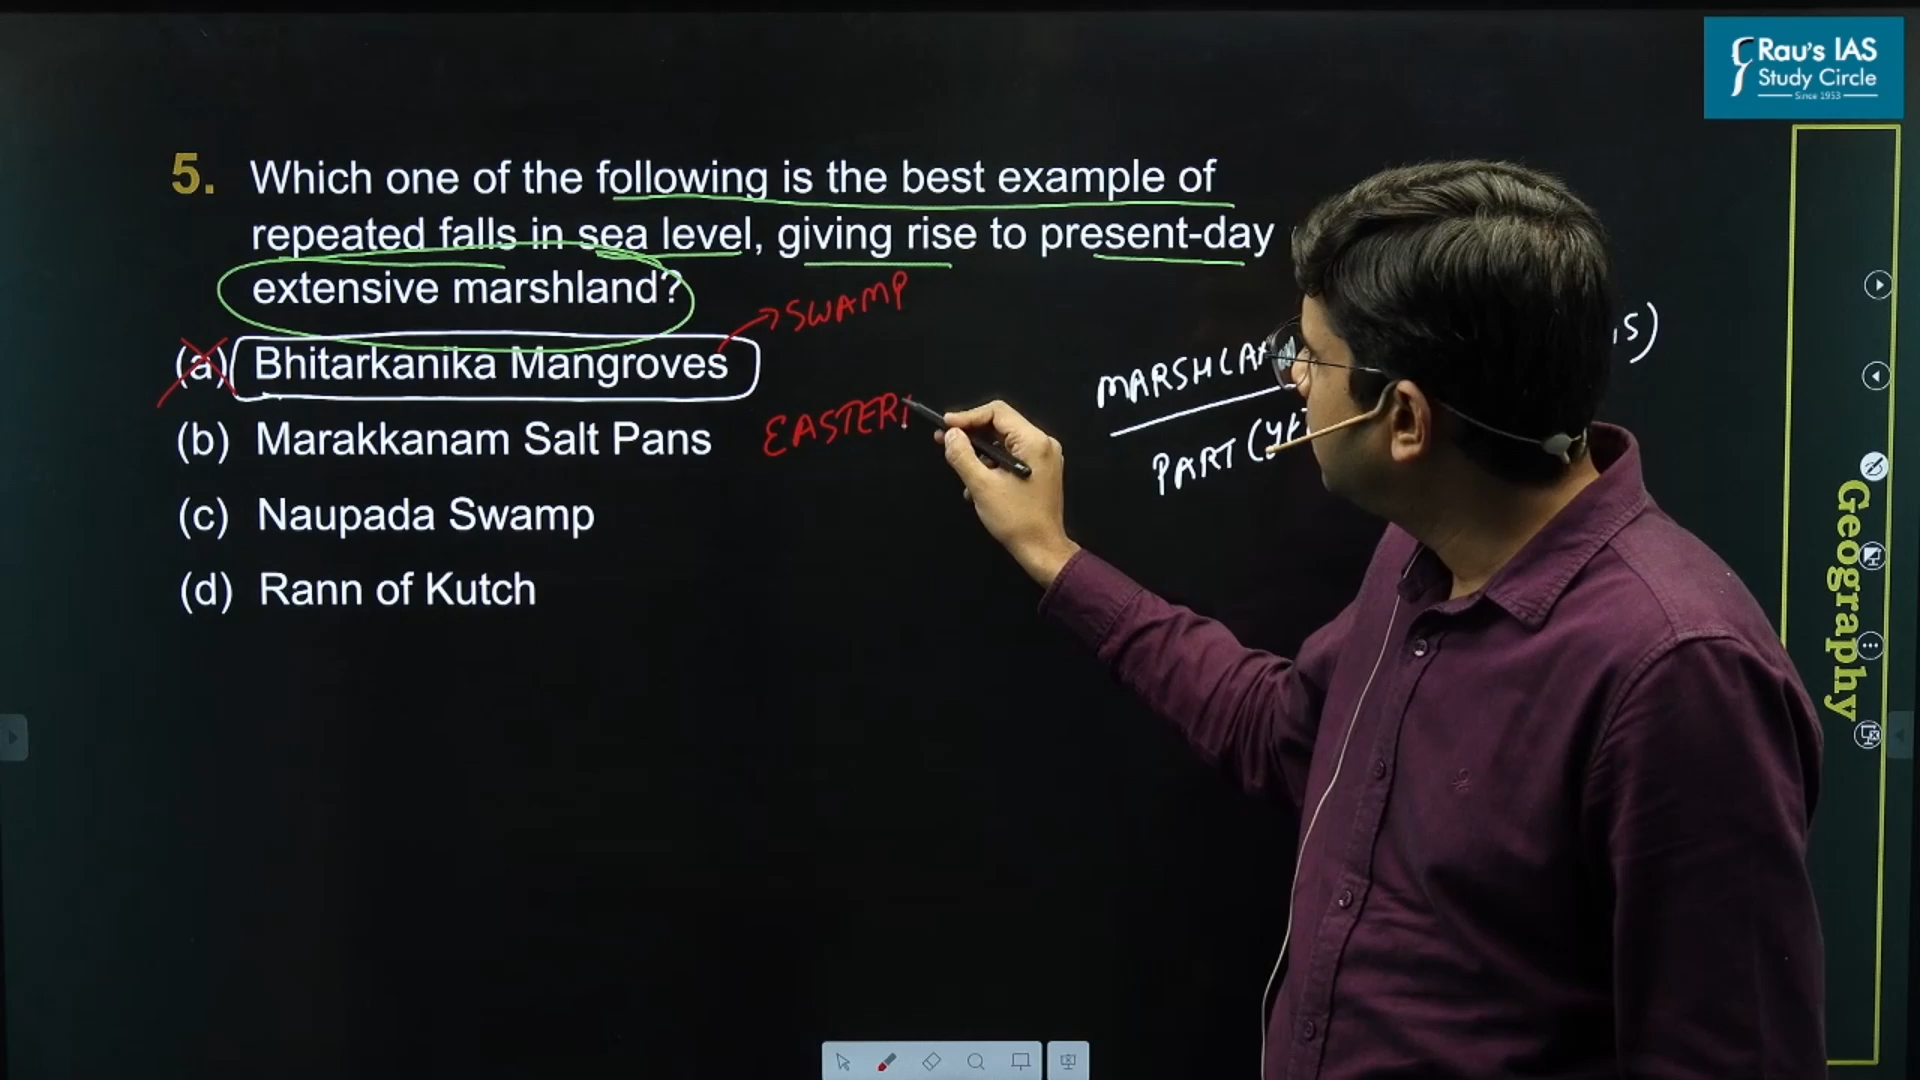 Rau's IAS
Study Circle
Since 1953
5. Which one of the following is the best example of
repeated falls in sea level, giving rise to present-day
extensive marshland?
SWAMP
(a) Bhitarkanika Mangroves
(b) Marakkanam Salt Pans
EASTER
(c) Naupada Swamp
(d) Rann of Kutch
PART
Geography